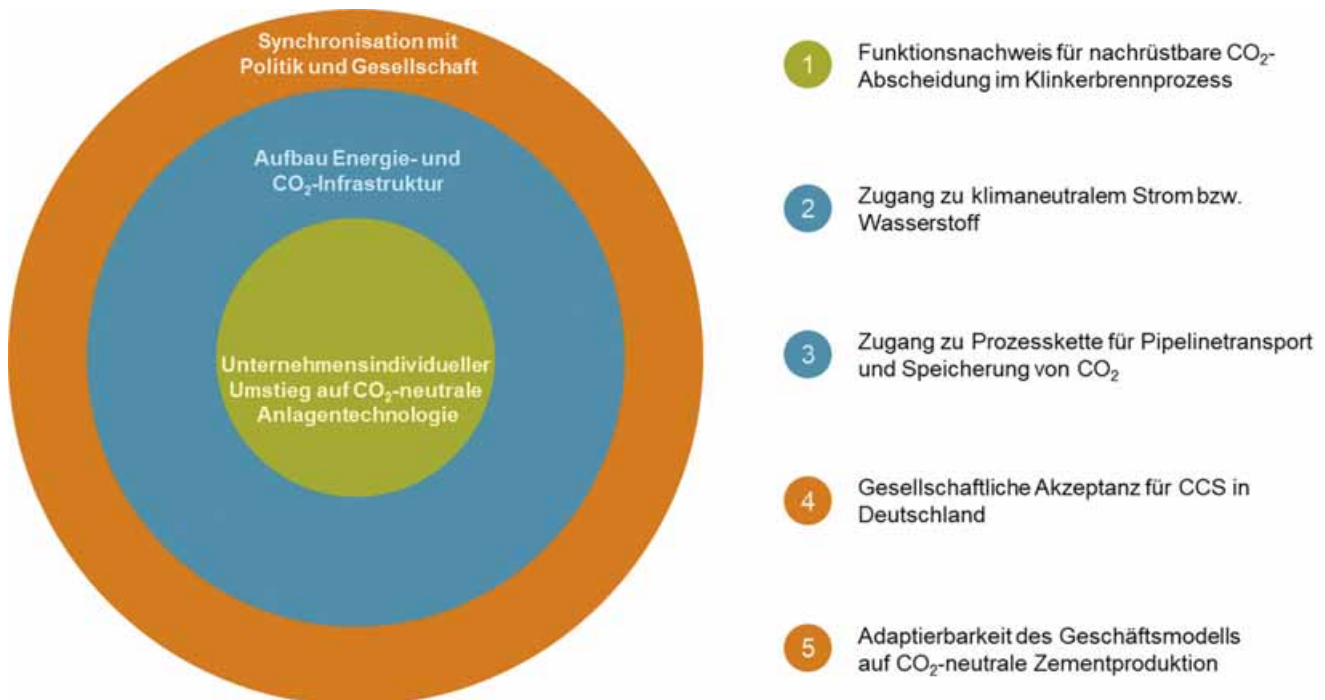 Synchronisation mit
Politik und Gesellschaft
Aufbau Energie- und
CO₂-Infrastruktur
Unternehmensindividueller
Umstieg auf CO₂-neutrale
Anlagentechnologie
1
Funktionsnachweis für nachrüstbare CO₂-
Abscheidung im Klinkerbrennprozess
2
Zugang zu klimaneutralem Strom bzw.
Wasserstoff
3
Zugang zu Prozesskette für Pipelinetransport
und Speicherung von CO₂
4
Gesellschaftliche Akzeptanz für CCS in
Deutschland
5
Adaptierbarkeit des Geschäftsmodells
auf CO₂-neutrale Zementproduktion